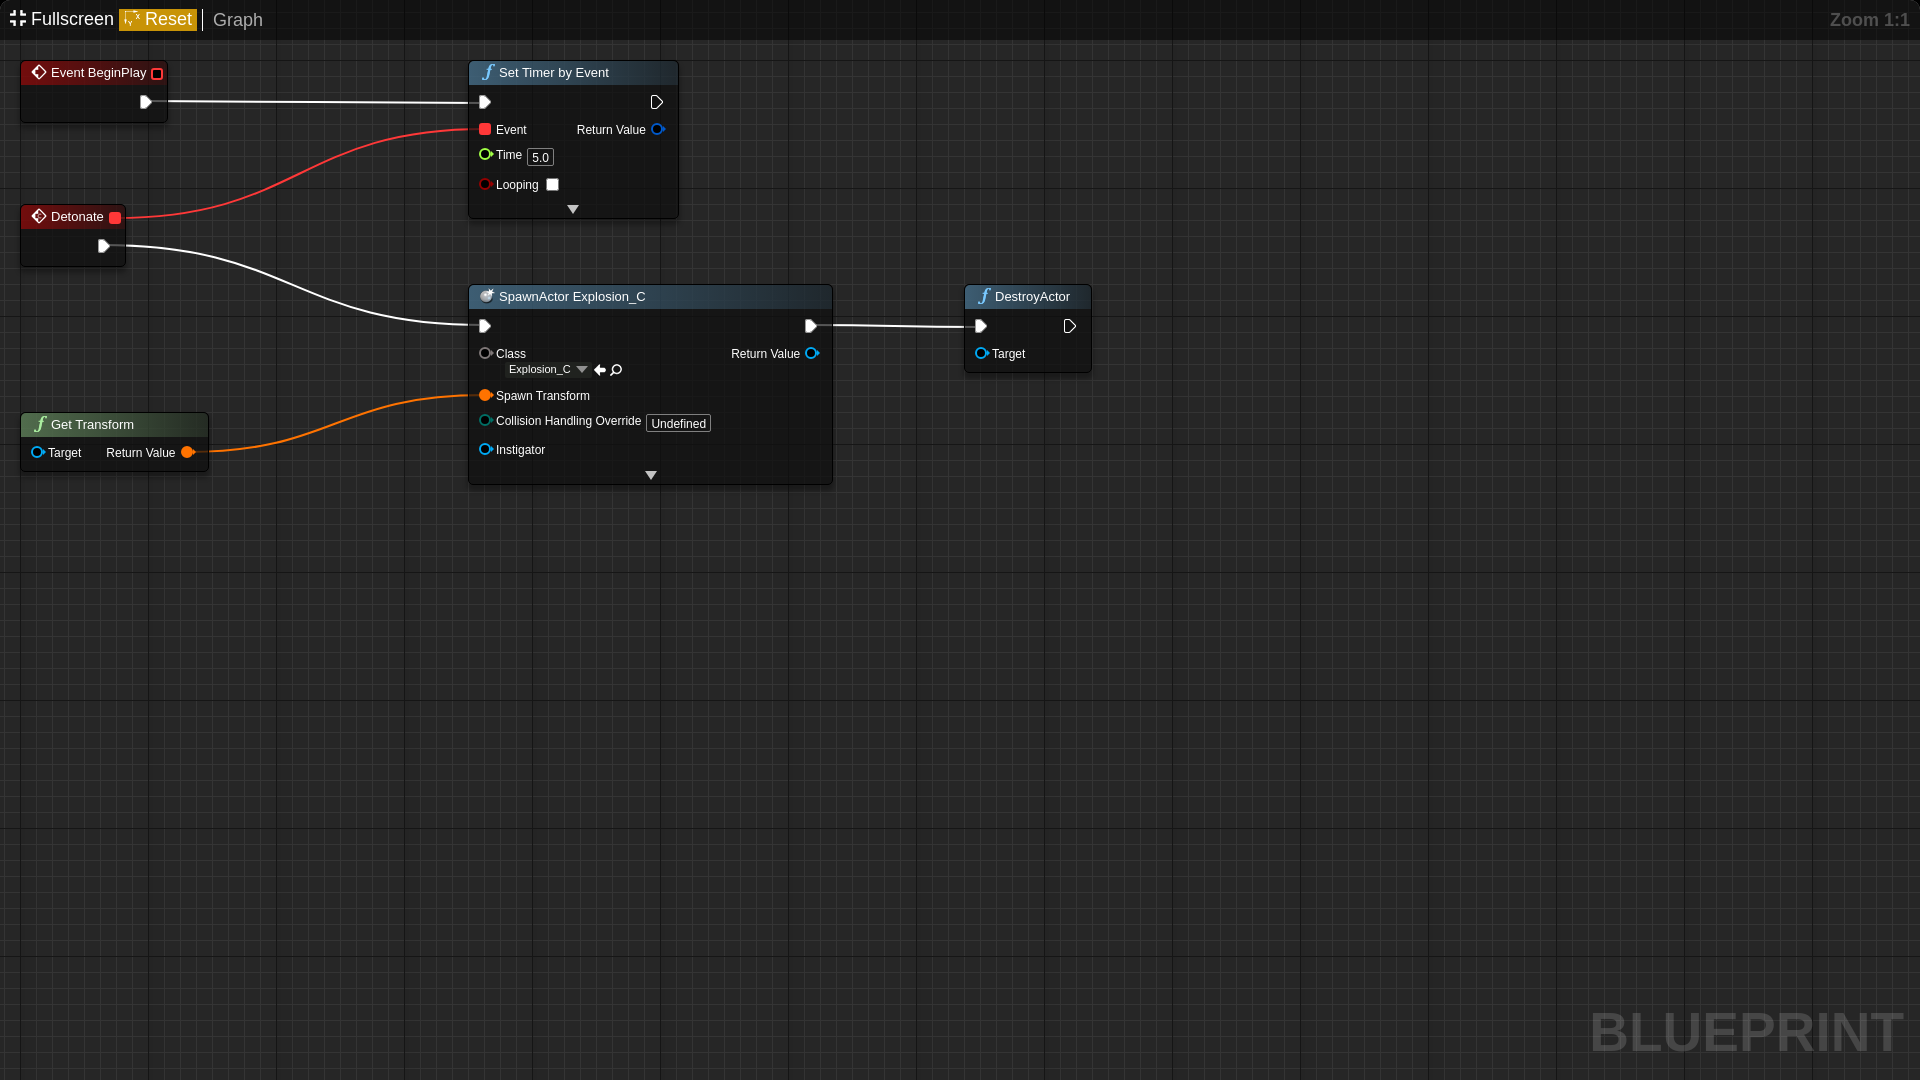 Fullscreen Reset Graph Zoom 1:1
Event BeginPlay
Set Timer by Event
Event Return Value
Time 5.0
Looping
Detonate
SpawnActor Explosion_C
Class Return Value
Explosion_C
Spawn Transform
Collision Handling Override Undefined
Instigator
DestroyActor
Target
Get Transform
Target Return Value
BLUEPRINT